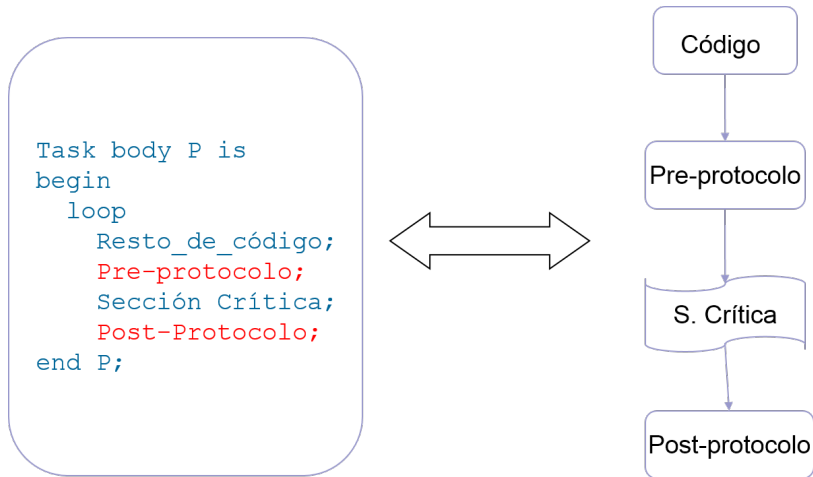 Task body P is
begin
loop
Resto_de_código;
Pre-protocolo;
Sección Crítica;
Post-Protocolo;
end P;
Código
Pre-protocolo
S. Crítica
Post-protocolo